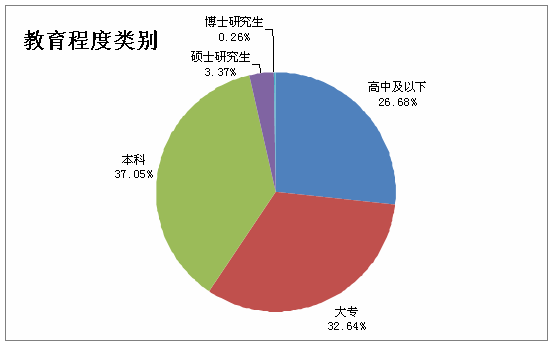 教育程度类别
博士研究生
0.26%
硕士研究生
3.37%
高中及以下
26.68%
本科
37.05%
大专
32.64%